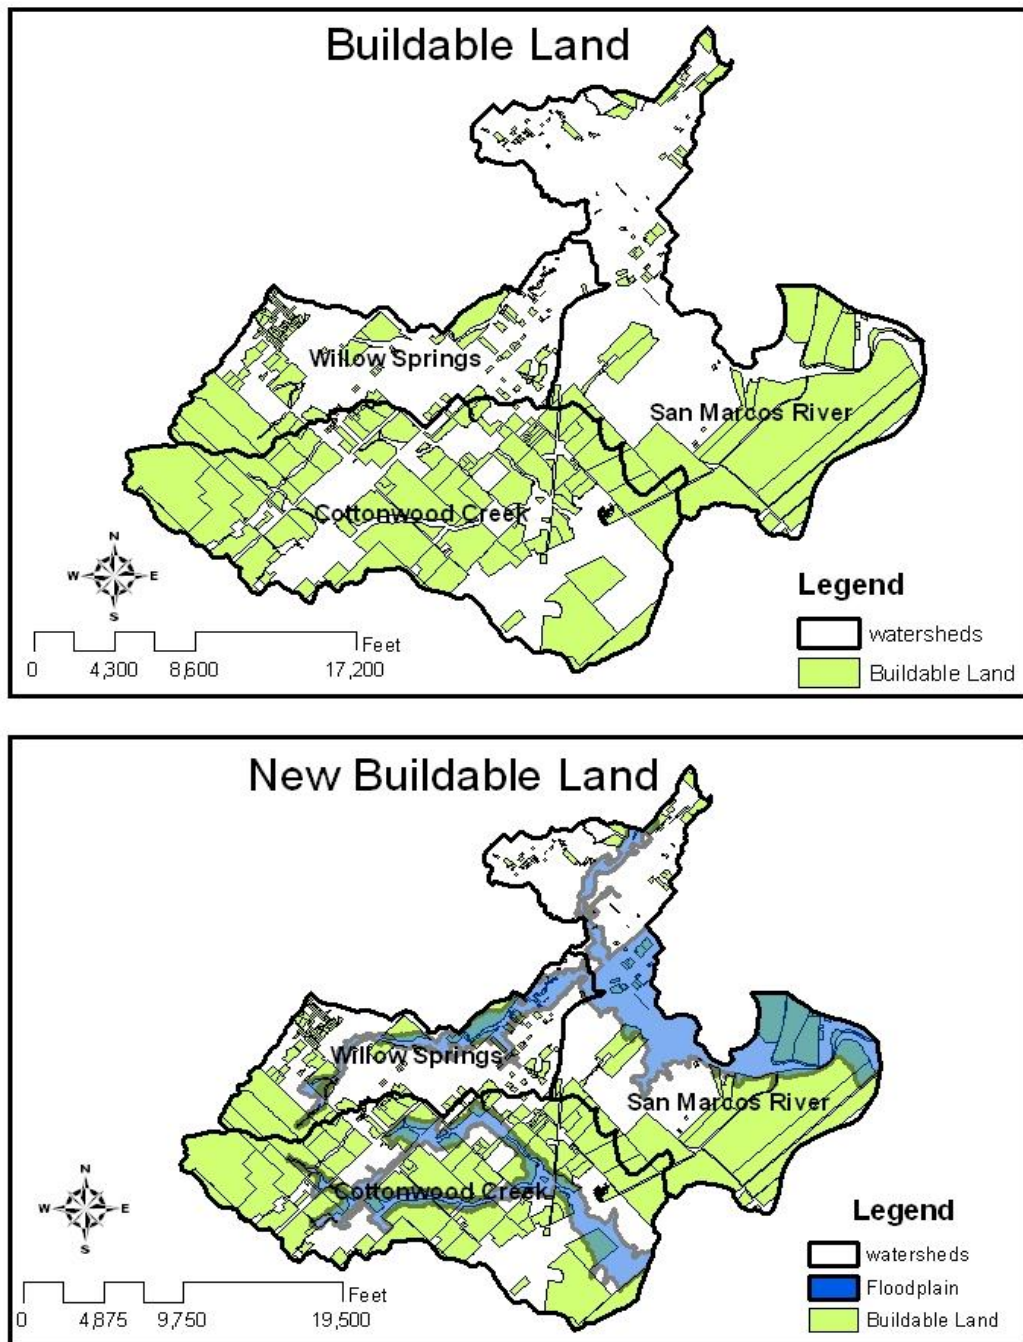 Buildable Land
Willow Springs
San Marcos River
Cottonwood Creek
N
W E
S
Feet
0 4,300 8,600 17,200
Legend
watersheds
Buildable Land
New Buildable Land
Willow Springs
San Marcos River
Cottonwood Creek
N
W E
S
Feet
0 4,875 9,750 19,500
Legend
watersheds
Floodplain
Buildable Land